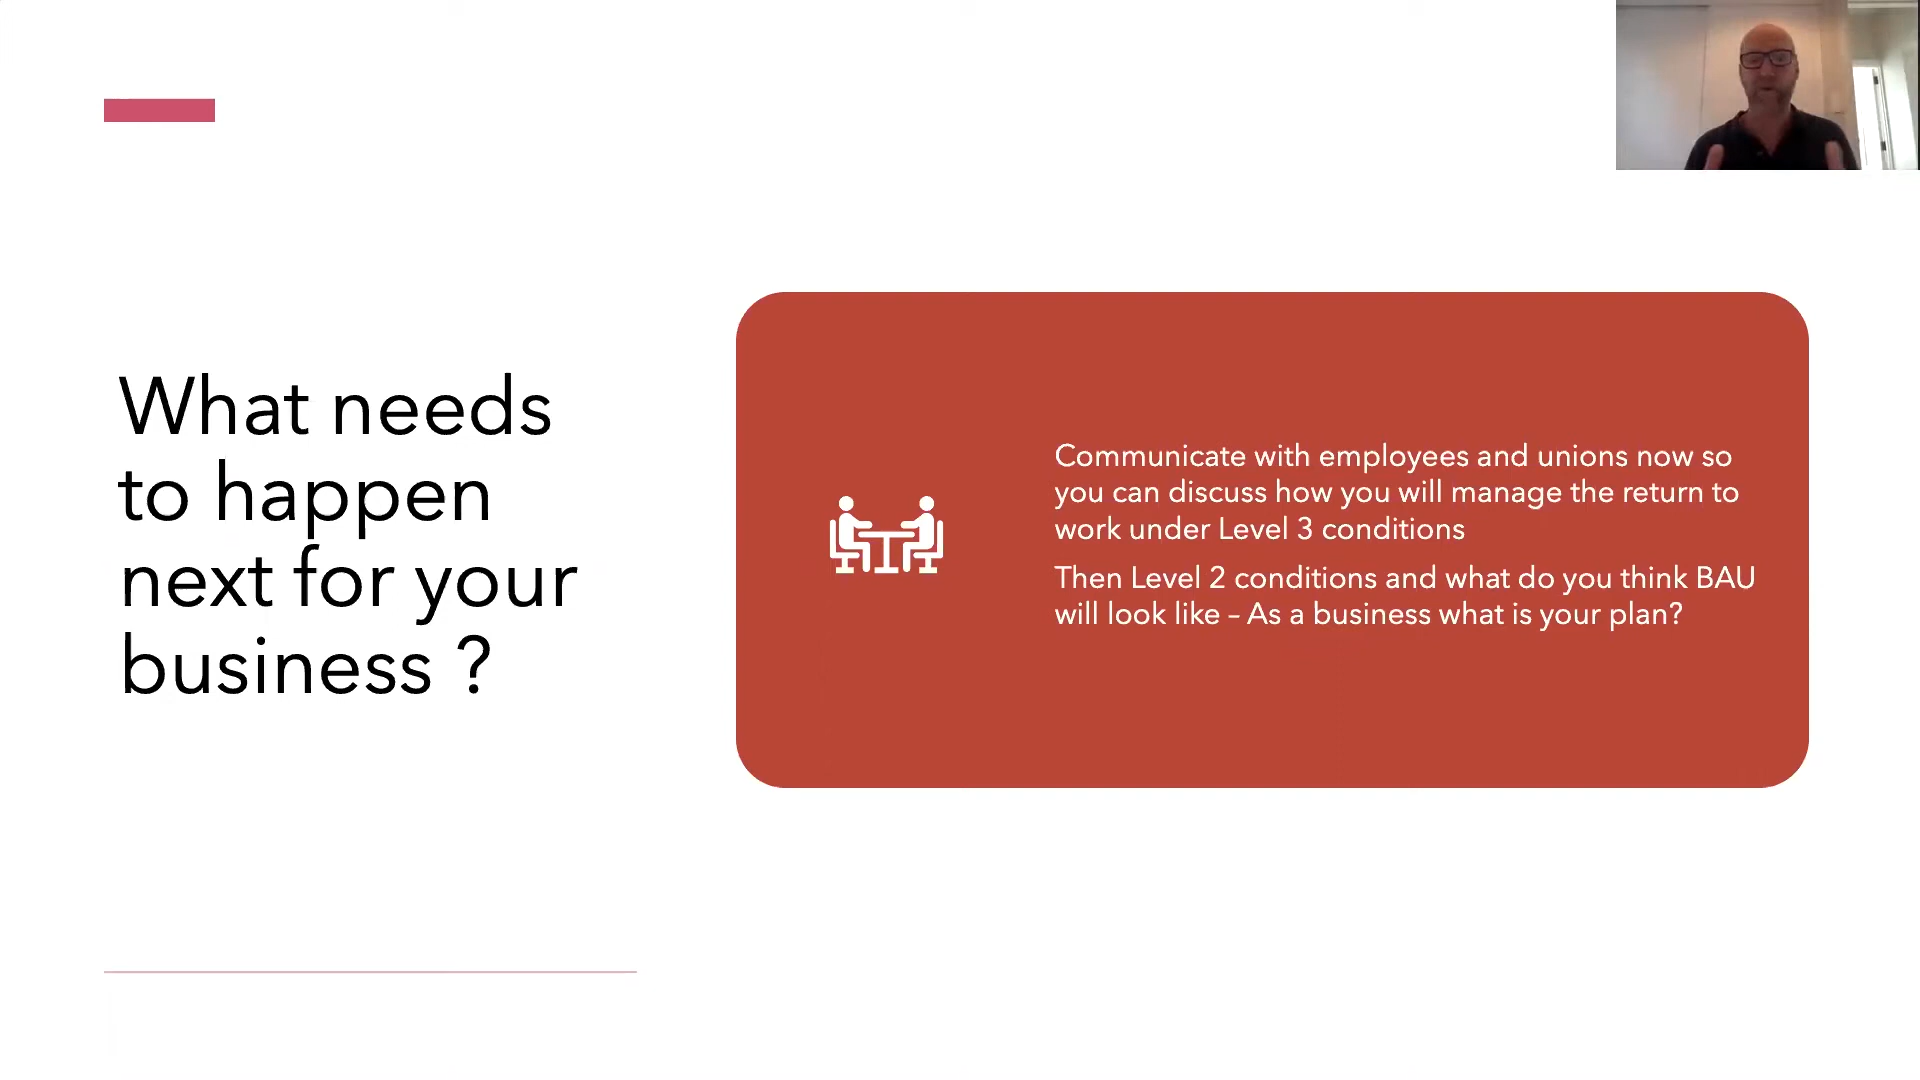 What needs
to happen
next for your
business ?
Communicate with employees and unions now so
you can discuss how you will manage the return to
work under Level 3 conditions
Then Level 2 conditions and what do you think BAU
will look like – As a business what is your plan?